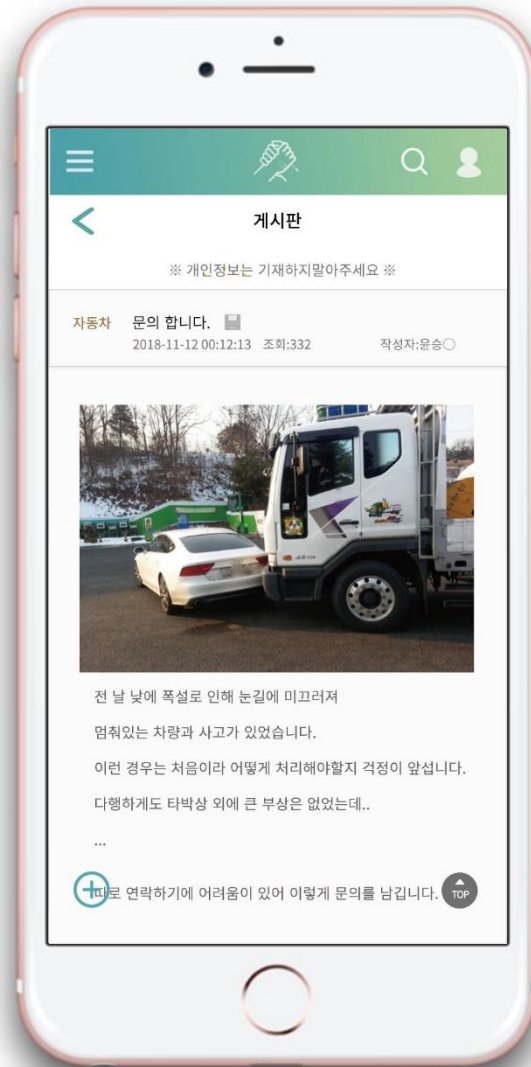 게시판
※ 개인정보는 기재하지말아주세요 ※
자동차 문의 합니다.
2018-11-12 00:12:13 조회:332 작성자:윤승○
전 날 낮에 폭설로 인해 눈길에 미끄러져
멈춰있는 차량과 사고가 있었습니다.
이런 경우는 처음이라 어떻게 처리해야할지 걱정이 앞섭니다.
다행하게도 타박상 외에 큰 부상은 없었는데..
...
따로 연락하기에 어려움이 있어 이렇게 문의를 남깁니다.
TOP